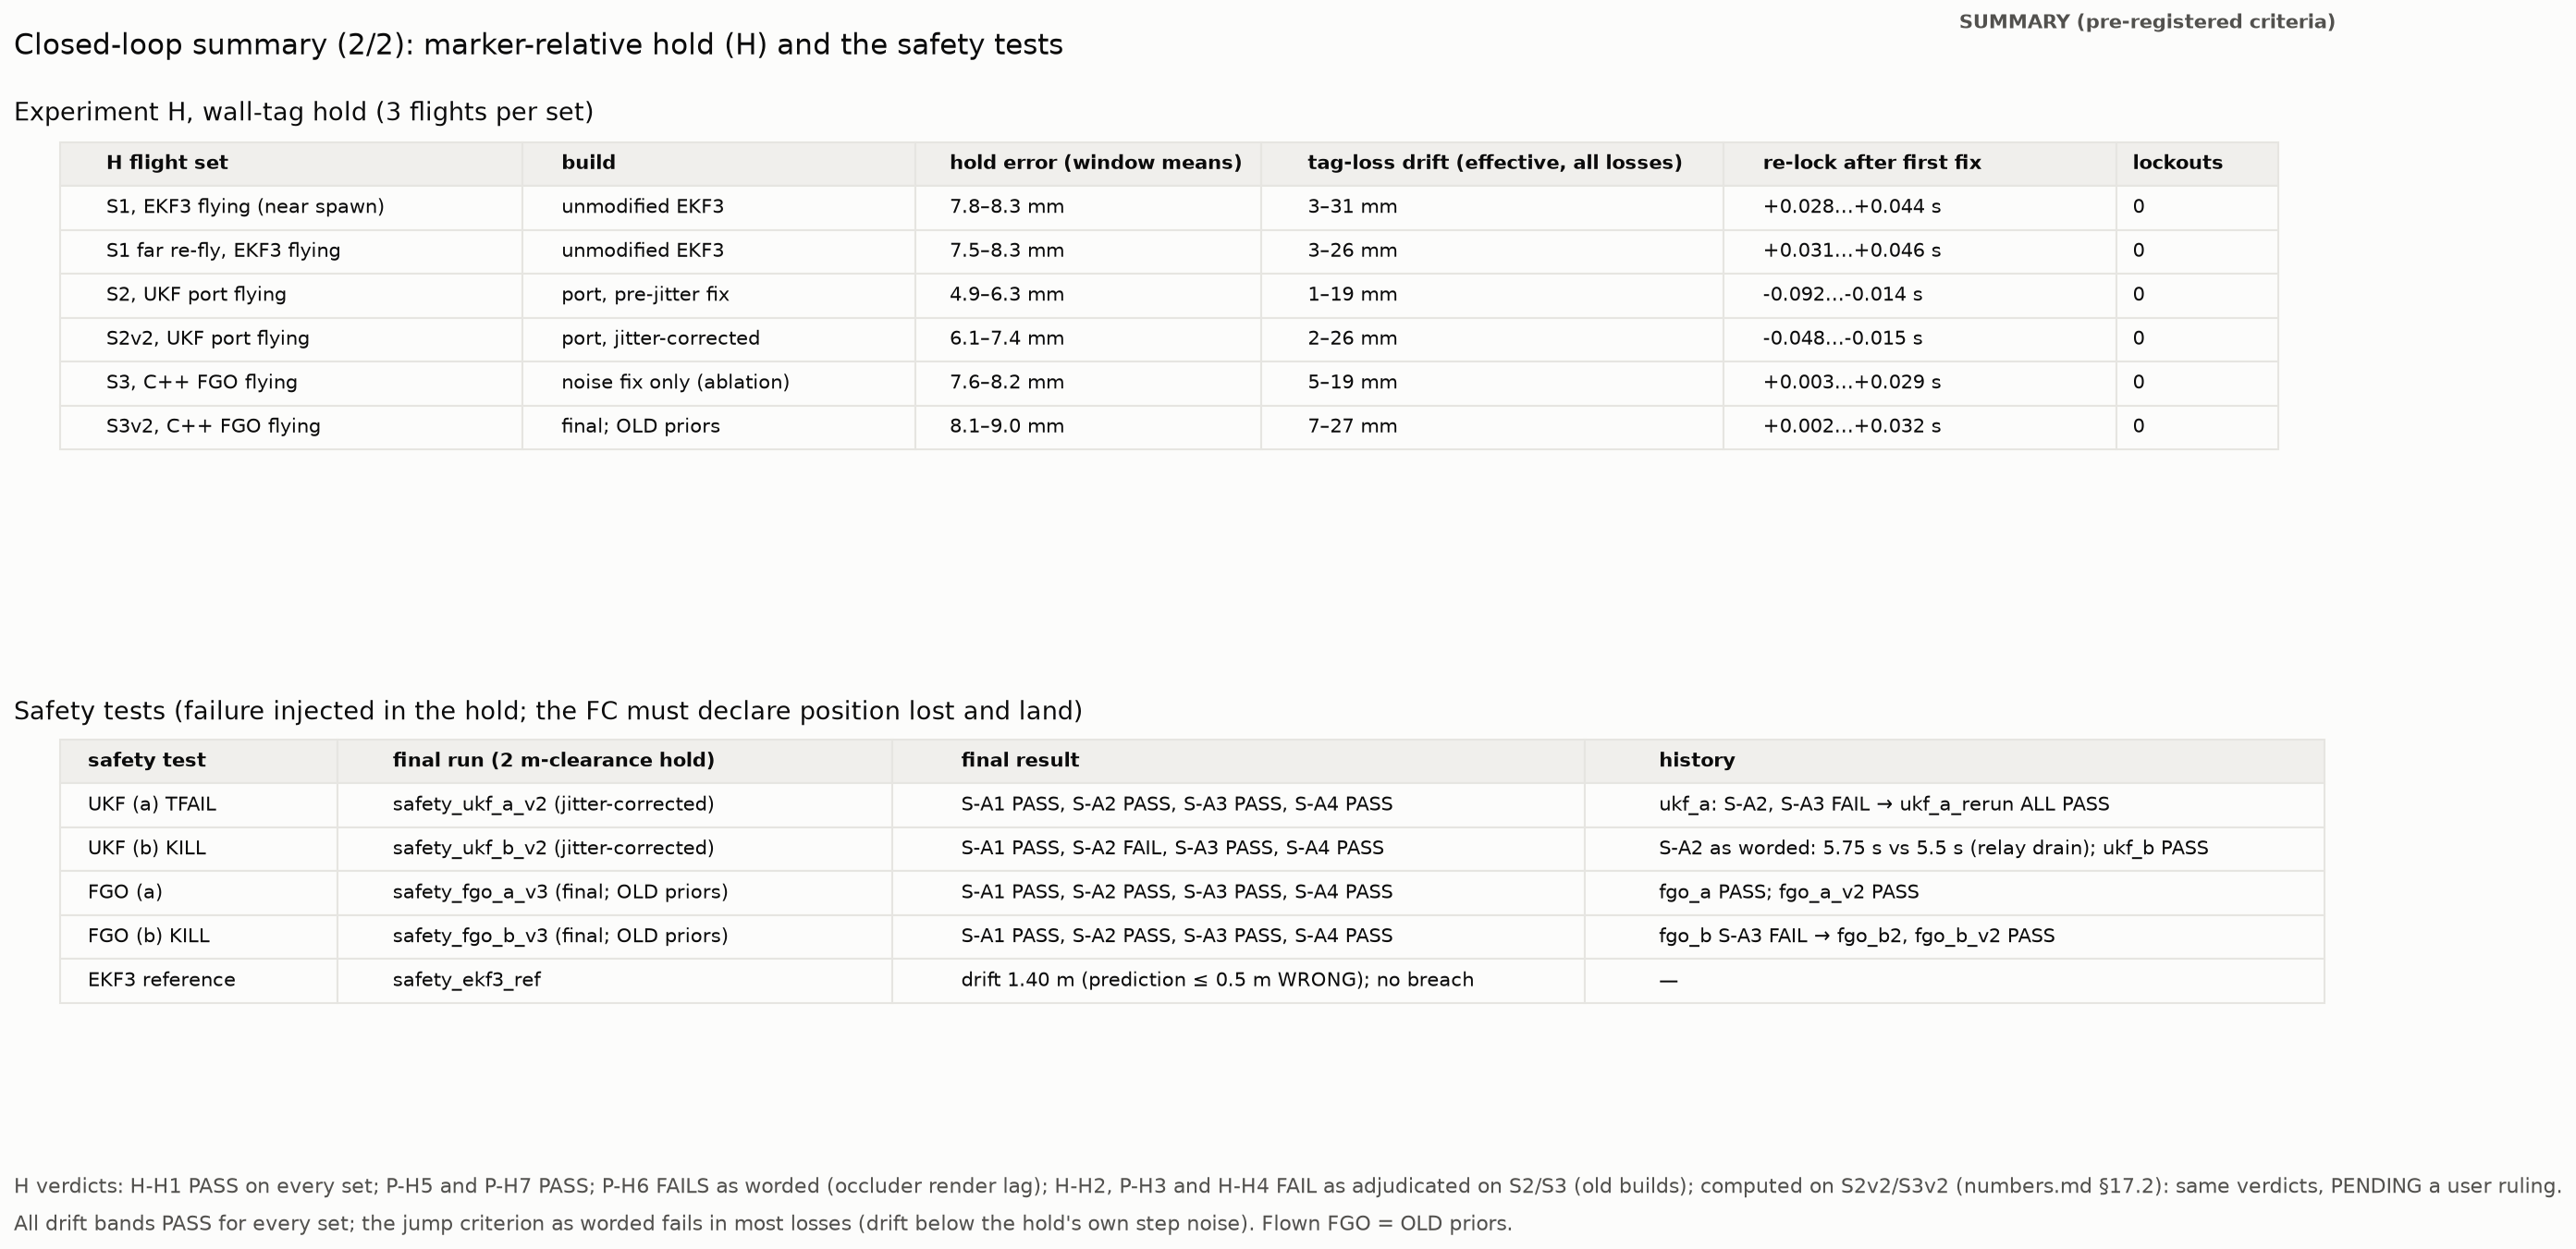 SUMMARY (pre-registered criteria)
Closed-loop summary (2/2): marker-relative hold (H) and the safety tests
Experiment H, wall-tag hold (3 flights per set)
H flight set build hold error (window means) tag-loss drift (effective, all losses) re-lock after first fix lockouts
S1, EKF3 flying (near spawn) unmodified EKF3 7.8–8.3 mm 3–31 mm +0.028…+0.044 s 0
S1 far re-fly, EKF3 flying unmodified EKF3 7.5–8.3 mm 3–26 mm +0.031…+0.046 s 0
S2, UKF port flying port, pre-jitter fix 4.9–6.3 mm 1–19 mm -0.092…-0.014 s 0
S2v2, UKF port flying port, jitter-corrected 6.1–7.4 mm 2–26 mm -0.048…-0.015 s 0
S3, C++ FGO flying noise fix only (ablation) 7.6–8.2 mm 5–19 mm +0.003…+0.029 s 0
S3v2, C++ FGO flying final; OLD priors 8.1–9.0 mm 7–27 mm +0.002…+0.032 s 0
Safety tests (failure injected in the hold; the FC must declare position lost and land)
safety test final run (2 m-clearance hold) final result history
UKF (a) TFAIL safety_ukf_a_v2 (jitter-corrected) S-A1 PASS, S-A2 PASS, S-A3 PASS, S-A4 PASS ukf_a: S-A2, S-A3 FAIL → ukf_a_rerun ALL PASS
UKF (b) KILL safety_ukf_b_v2 (jitter-corrected) S-A1 PASS, S-A2 FAIL, S-A3 PASS, S-A4 PASS S-A2 as worded: 5.75 s vs 5.5 s (relay drain); ukf_b PASS
FGO (a) safety_fgo_a_v3 (final; OLD priors) S-A1 PASS, S-A2 PASS, S-A3 PASS, S-A4 PASS fgo_a PASS; fgo_a_v2 PASS
FGO (b) KILL safety_fgo_b_v3 (final; OLD priors) S-A1 PASS, S-A2 PASS, S-A3 PASS, S-A4 PASS fgo_b S-A3 FAIL → fgo_b2, fgo_b_v2 PASS
EKF3 reference safety_ekf3_ref drift 1.40 m (prediction ≤ 0.5 m WRONG); no breach —
H verdicts: H-H1 PASS on every set; P-H5 and P-H7 PASS; P-H6 FAILS as worded (occluder render lag); H-H2, P-H3 and H-H4 FAIL as adjudicated on S2/S3 (old builds); computed on S2v2/S3v2 (numbers.md §17.2): same verdicts, PENDING a user ruling.
All drift bands PASS for every set; the jump criterion as worded fails in most losses (drift below the hold's own step noise). Flown FGO = OLD priors.